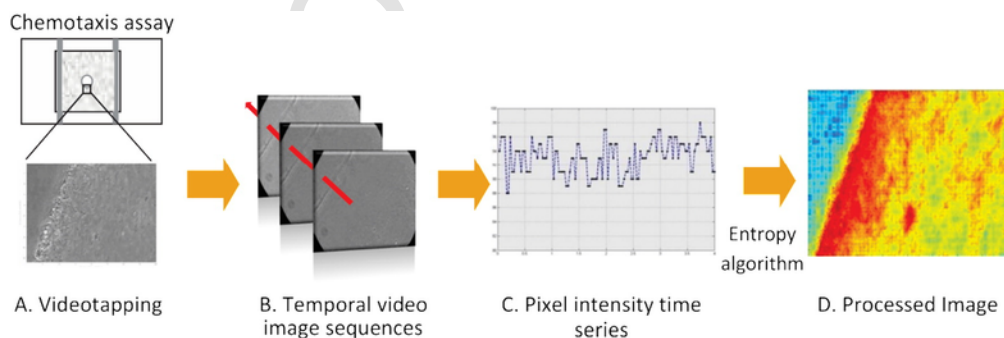 Chemotaxis assay
Entropy
algorithm
A. Videotapping
B. Temporal video
image sequences
C. Pixel intensity time
series
D. Processed Image